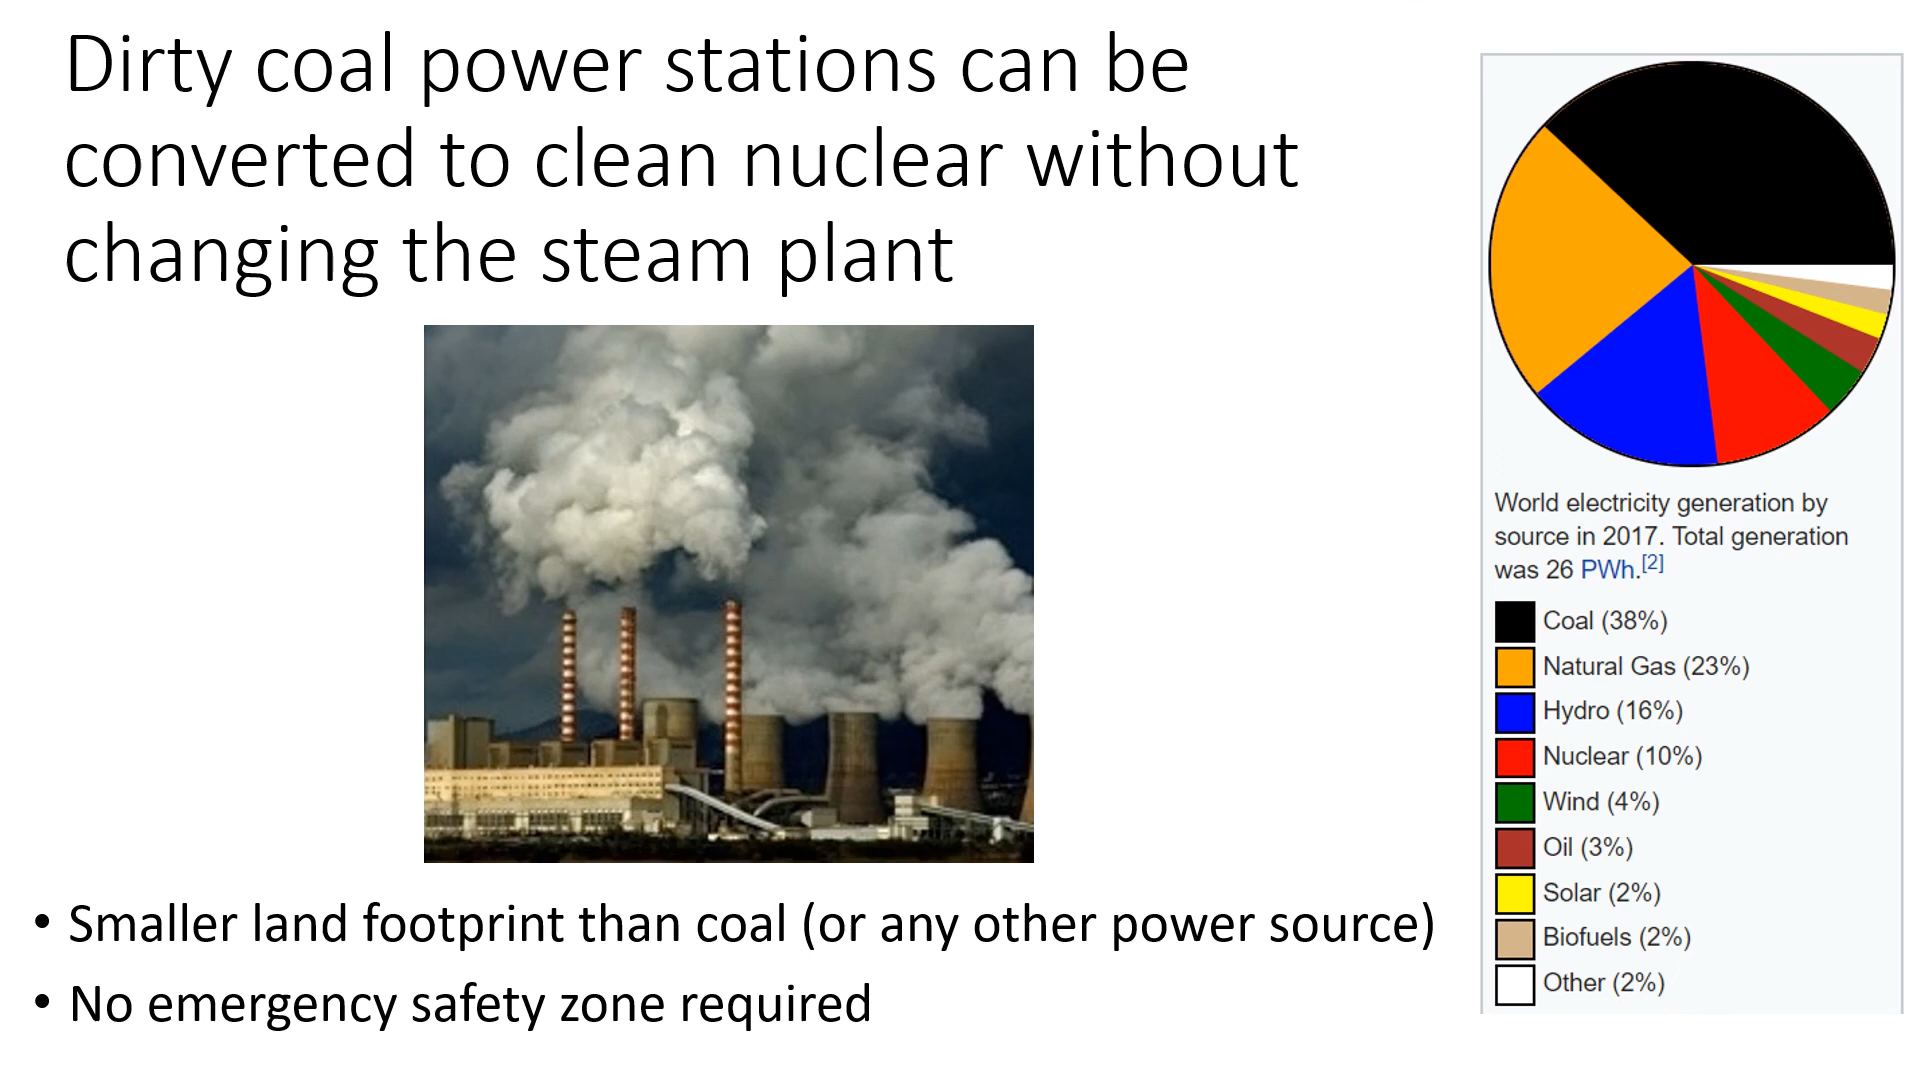 Dirty coal power stations can be
converted to clean nuclear without
changing the steam plant
• Smaller land footprint than coal (or any other power source)
• No emergency safety zone required
World electricity generation by
source in 2017. Total generation
was 26 PWh.[2]
Coal (38%)
Natural Gas (23%)
Hydro (16%)
Nuclear (10%)
Wind (4%)
Oil (3%)
Solar (2%)
Biofuels (2%)
Other (2%)